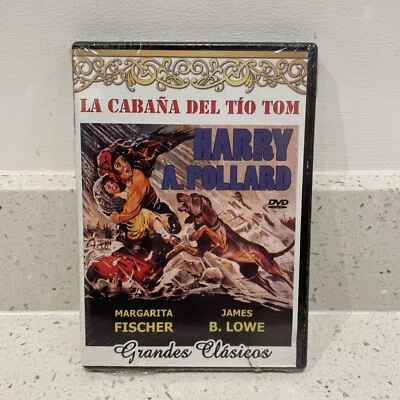 LA CABAÑA DEL TÍO TOM
HARRY
A. POLLARD
DVD
MARGARITA
FISCHER
JAMES
B. LOWE
Grandes Clásicos